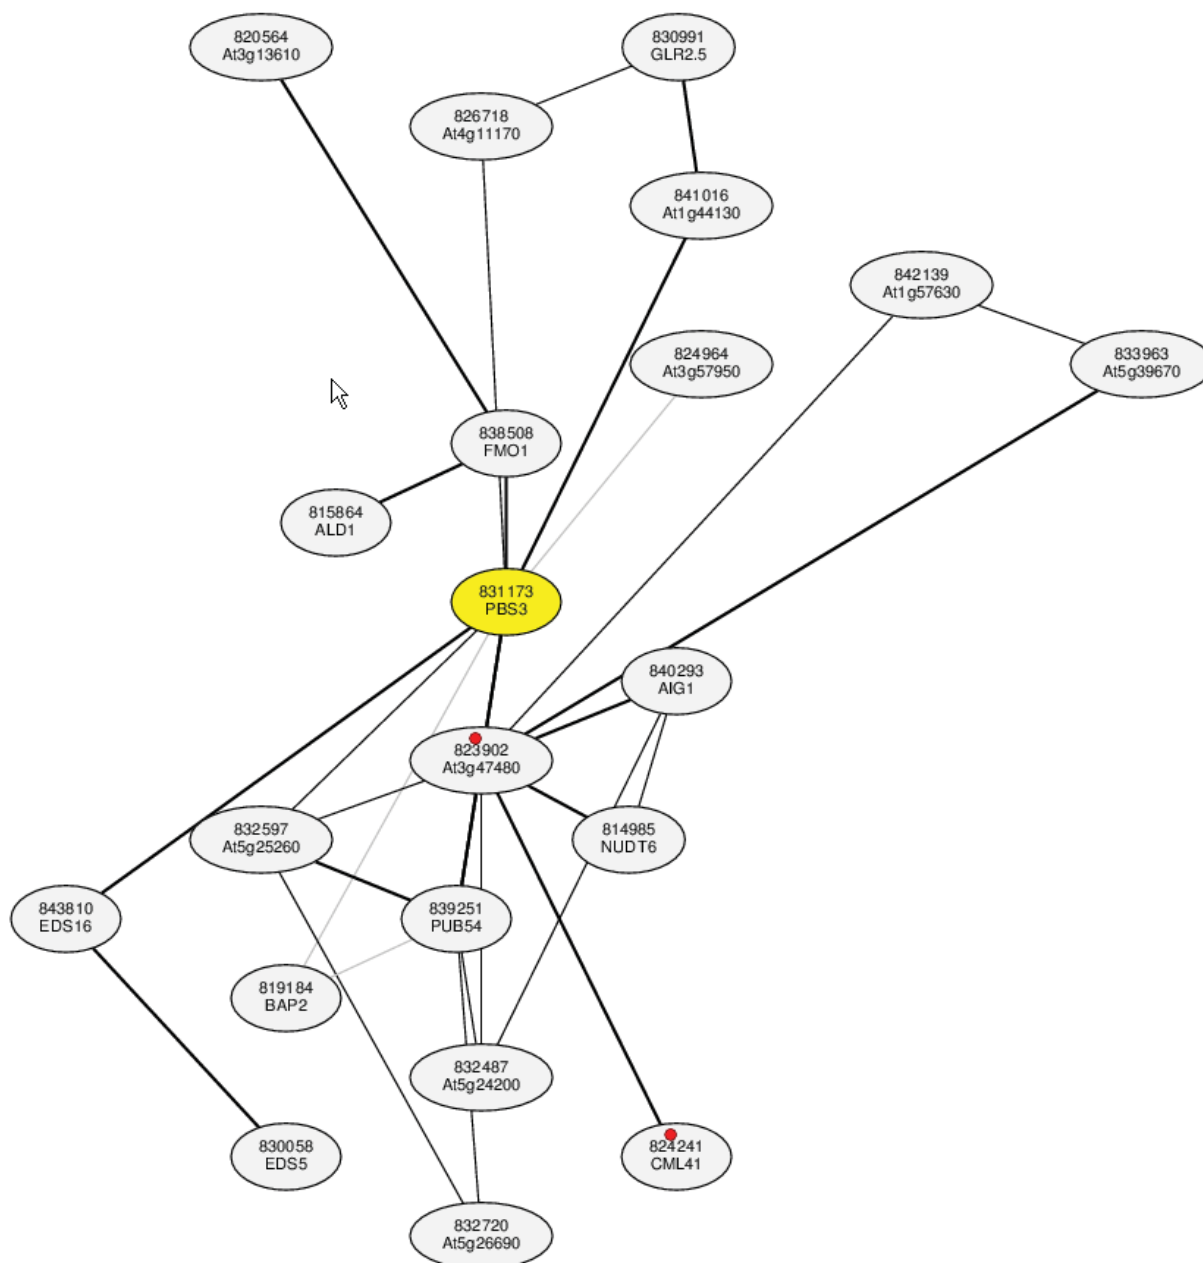 820564
At3g13610
830991
GLR2.5
826718
At4g11170
841016
At1g44130
842139
At1g57630
824964
At3g57950
833963
At5g39670
838508
FMO1
815864
ALD1
831173
PBS3
840293
AIG1
823902
At3g47480
832597
At5g25260
814985
NUDT6
843810
EDS16
839251
PUB54
819184
BAP2
832487
At5g24200
830058
EDS5
824241
CML41
832720
At5g26690